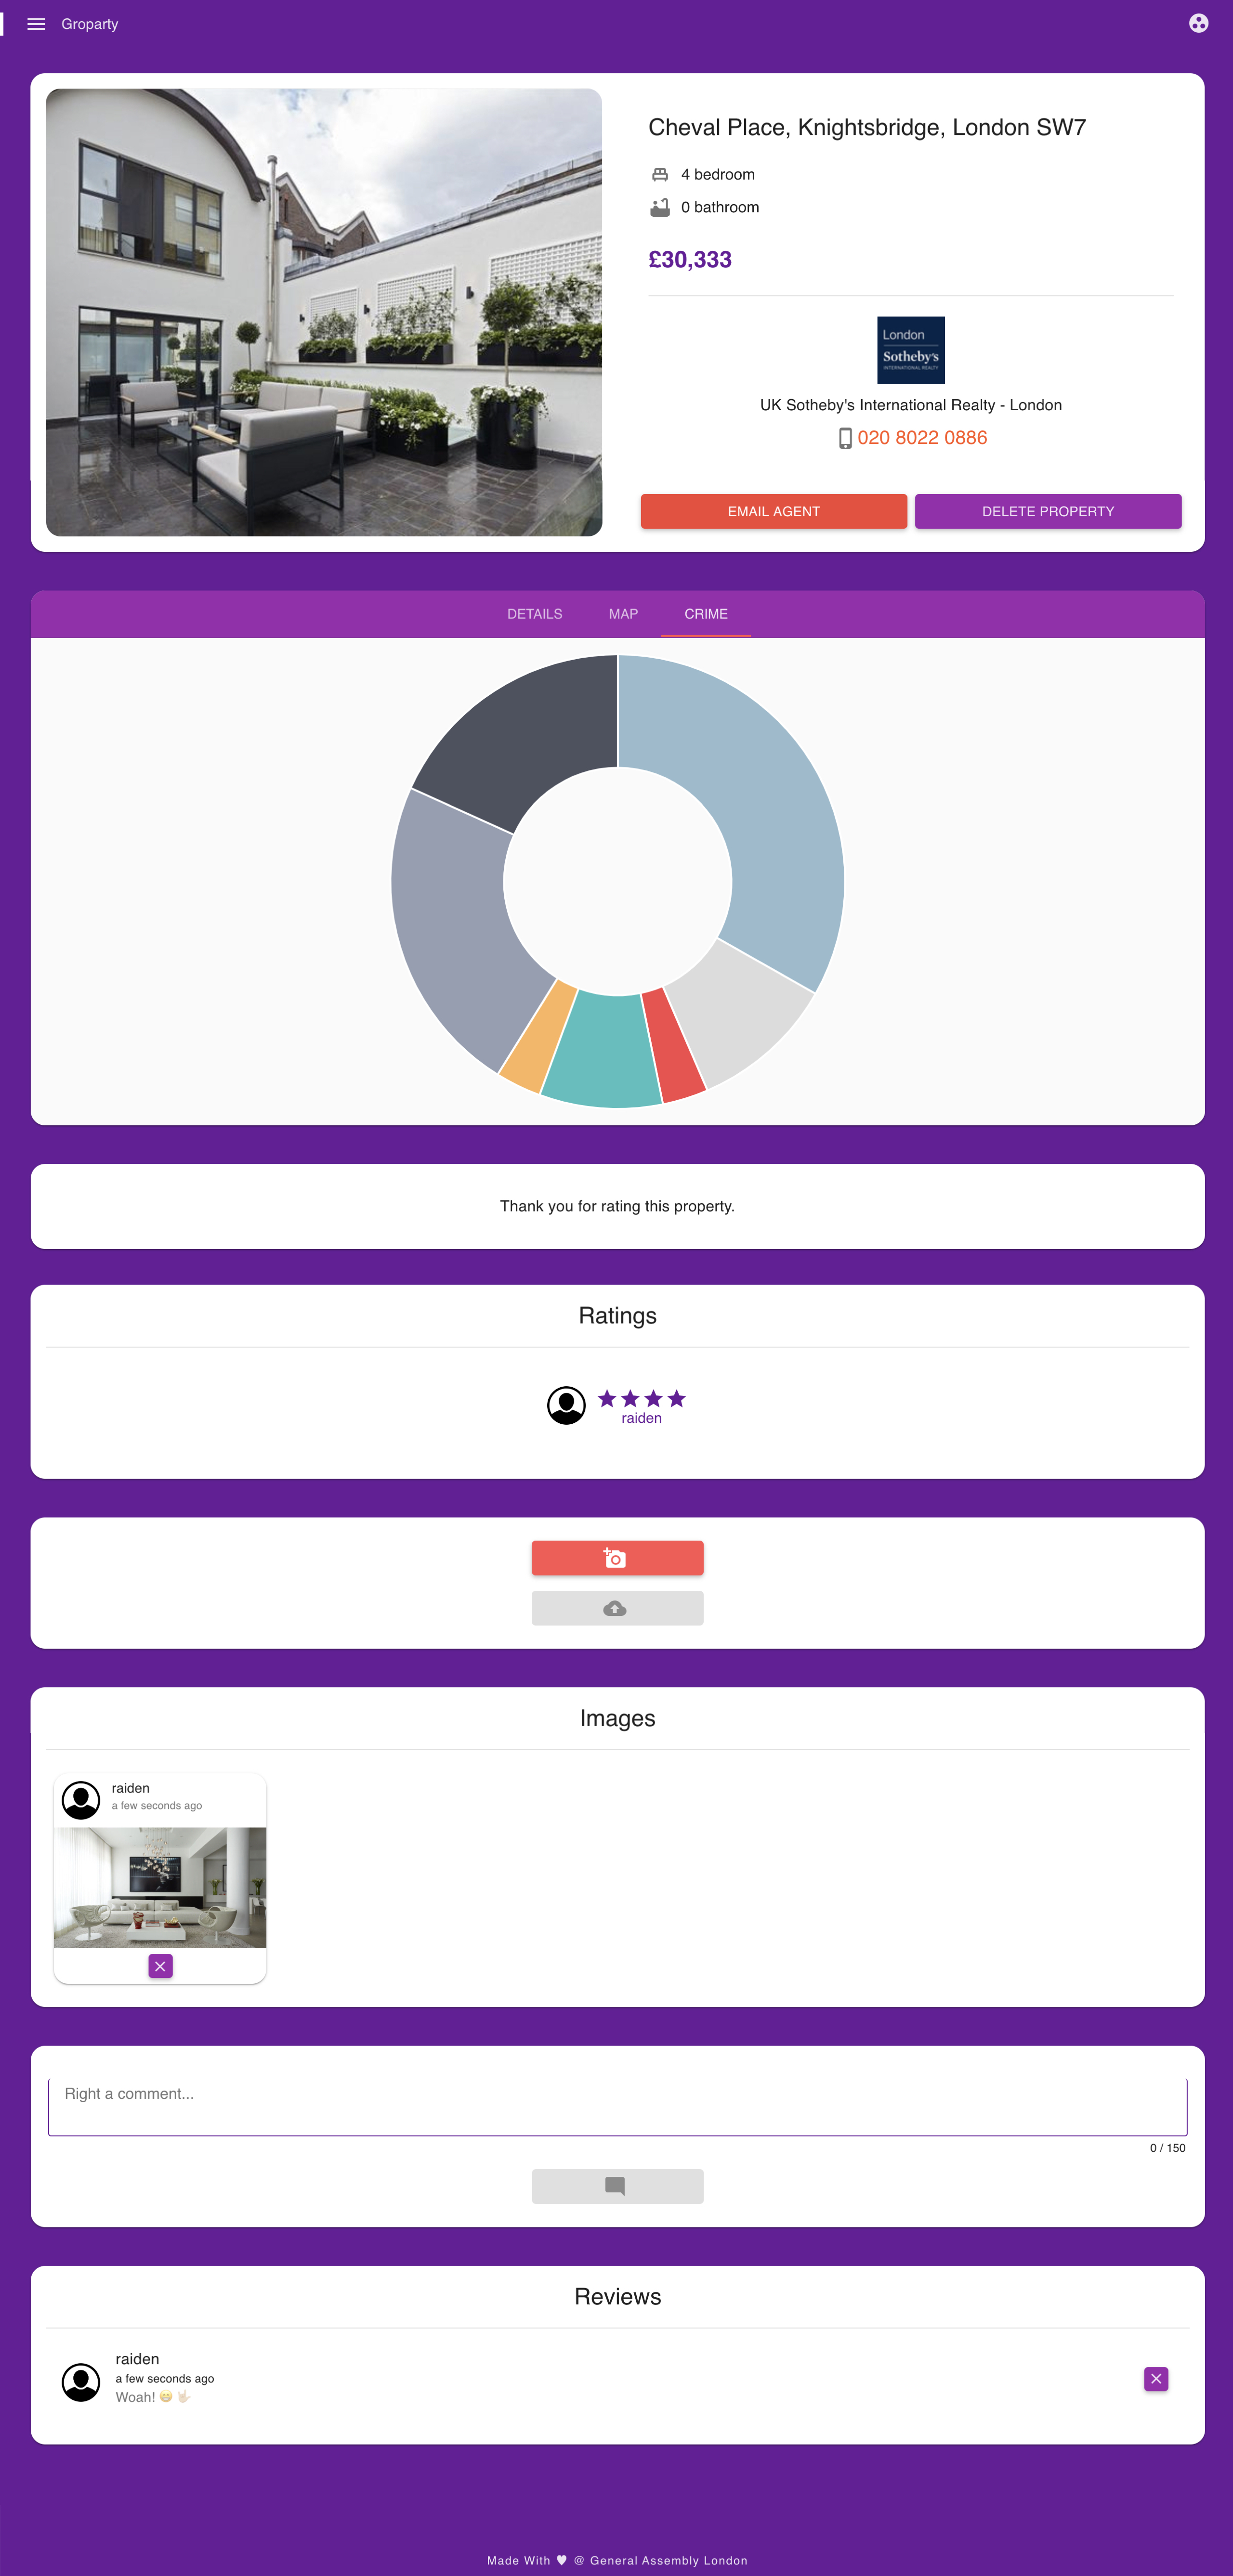 Groparty
Cheval Place, Knightsbridge, London SW7
4 bedroom
0 bathroom
£30,333
London
Sotheby's
INTERNATIONAL REALTY
UK Sotheby's International Realty - London
020 8022 0886
EMAIL AGENT
DELETE PROPERTY
DETAILS
MAP
CRIME
Thank you for rating this property.
Ratings
raiden
Images
raiden
a few seconds ago
Right a comment...
0 / 150
Reviews
raiden
a few seconds ago
Woah! 😁 🤟🏻
Made With ♥ @ General Assembly London